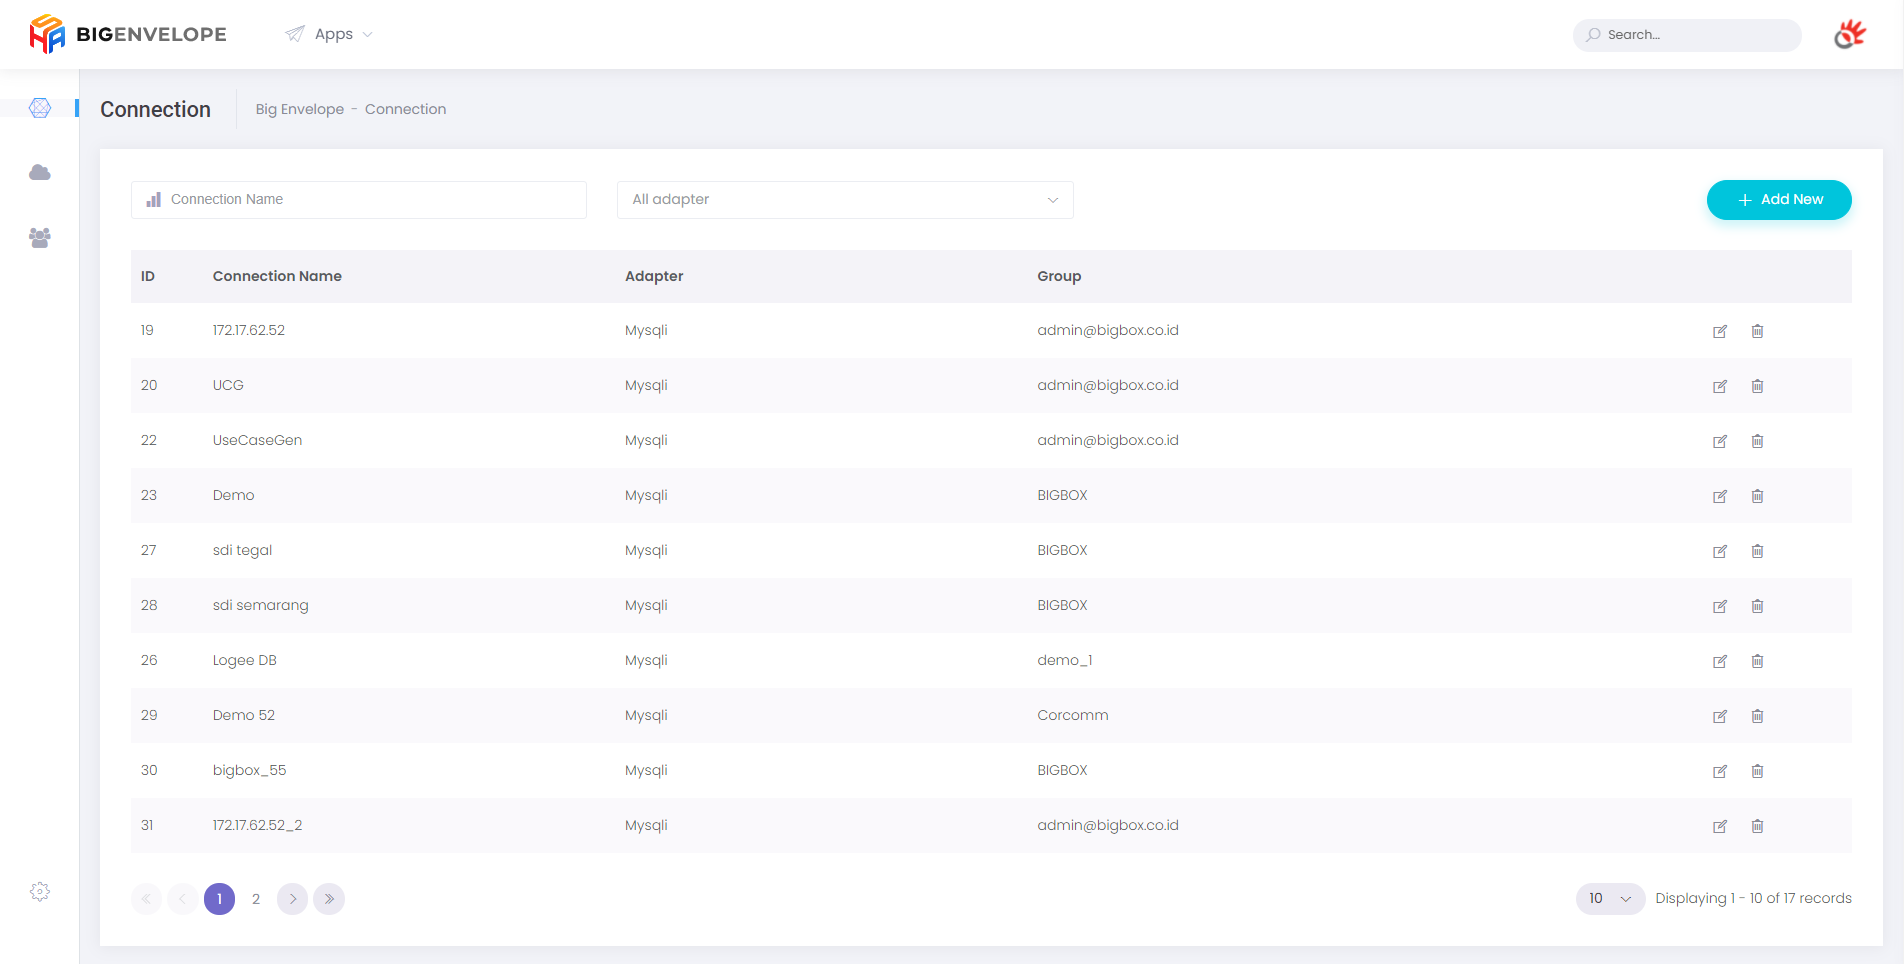 BIGENVELOPE Apps Search...
Connection Big Envelope - Connection
Connection Name All adapter + Add New
ID Connection Name Adapter Group
19 172.17.62.52 Mysqli admin@bigbox.co.id
20 UCG Mysqli admin@bigbox.co.id
22 UseCaseGen Mysqli admin@bigbox.co.id
23 Demo Mysqli BIGBOX
27 sdi tegal Mysqli BIGBOX
28 sdi semarang Mysqli BIGBOX
26 Logee DB Mysqli demo_1
29 Demo 52 Mysqli Corcomm
30 bigbox_55 Mysqli BIGBOX
31 172.17.62.52_2 Mysqli admin@bigbox.co.id
« < 1 2 > » 10 Displaying 1 - 10 of 17 records